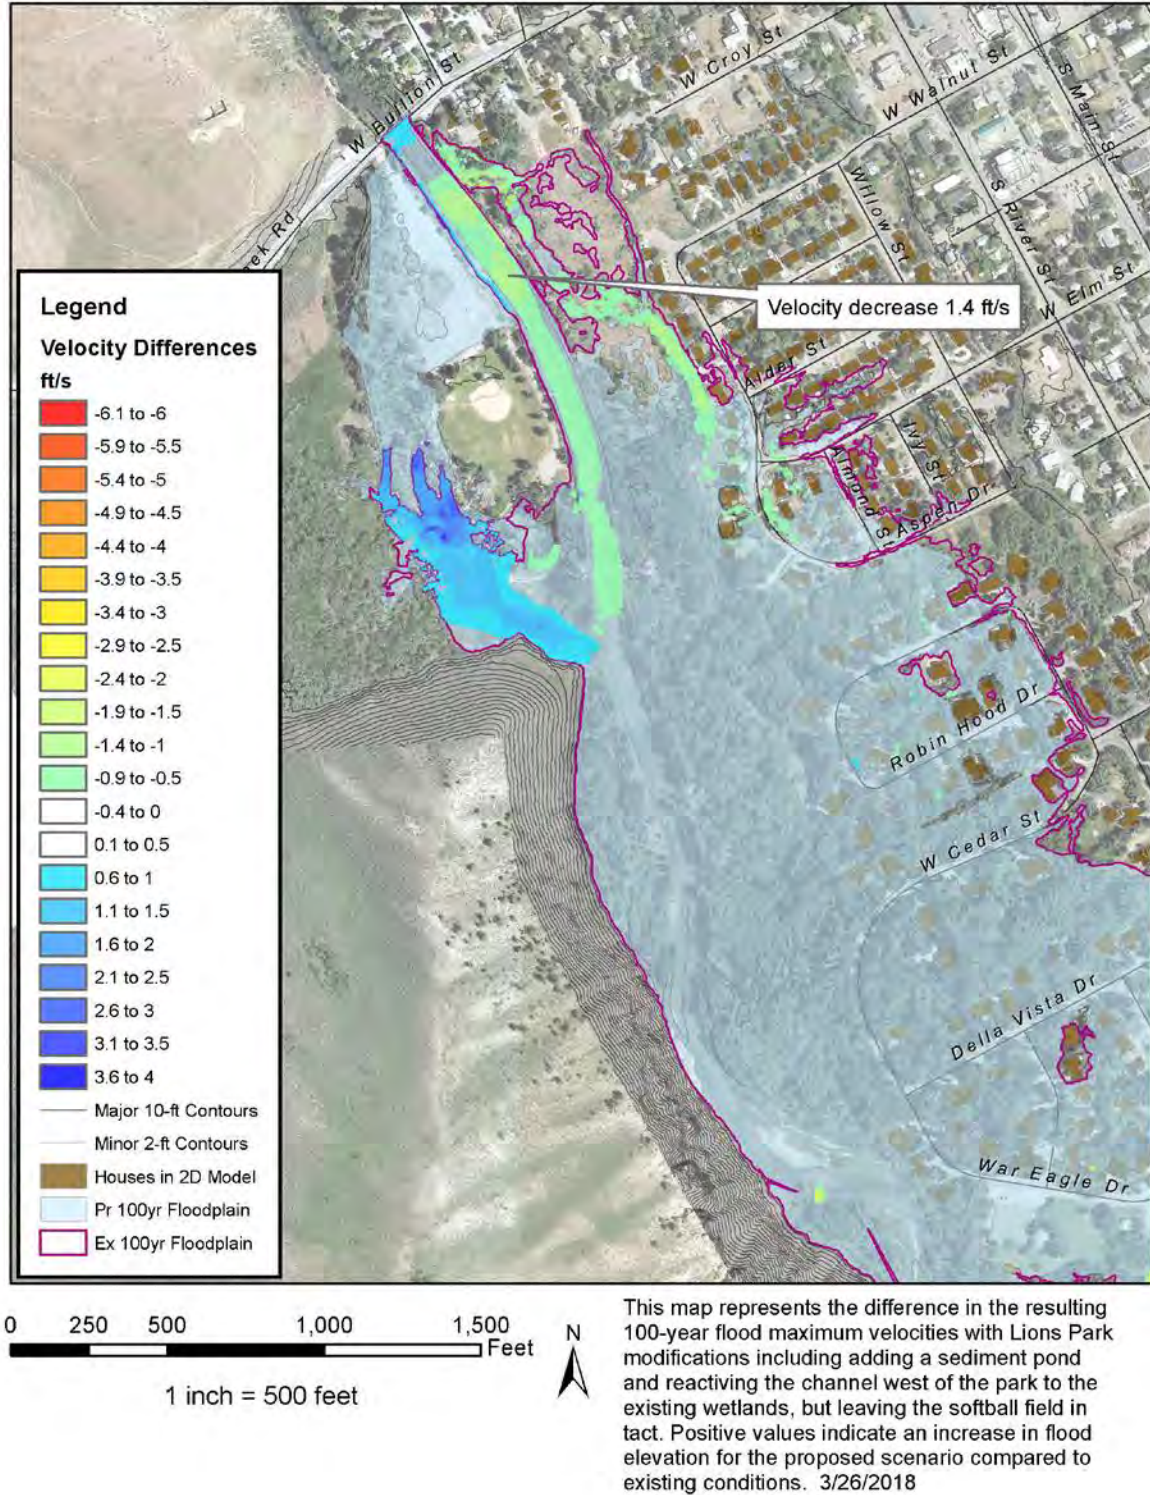 W Bullion St
W Croy St
W Walnut St
S Main St
eek Rd
Willow St
S River St
W Elm St
Velocity decrease 1.4 ft/s
Alder St
Ivy St
Almond St
Aspen Dr
Robin Hood Dr
W Cedar St
Della Vista Dr
War Eagle Dr
Legend
Velocity Differences
ft/s
-6.1 to -6
-5.9 to -5.5
-5.4 to -5
-4.9 to -4.5
-4.4 to -4
-3.9 to -3.5
-3.4 to -3
-2.9 to -2.5
-2.4 to -2
-1.9 to -1.5
-1.4 to -1
-0.9 to -0.5
-0.4 to 0
0.1 to 0.5
0.6 to 1
1.1 to 1.5
1.6 to 2
2.1 to 2.5
2.6 to 3
3.1 to 3.5
3.6 to 4
Major 10-ft Contours
Minor 2-ft Contours
Houses in 2D Model
Pr 100yr Floodplain
Ex 100yr Floodplain
0 250 500 1,000 1,500
Feet
1 inch = 500 feet
N
This map represents the difference in the resulting
100-year flood maximum velocities with Lions Park
modifications including adding a sediment pond
and reactiving the channel west of the park to the
existing wetlands, but leaving the softball field in
tact. Positive values indicate an increase in flood
elevation for the proposed scenario compared to
existing conditions. 3/26/2018